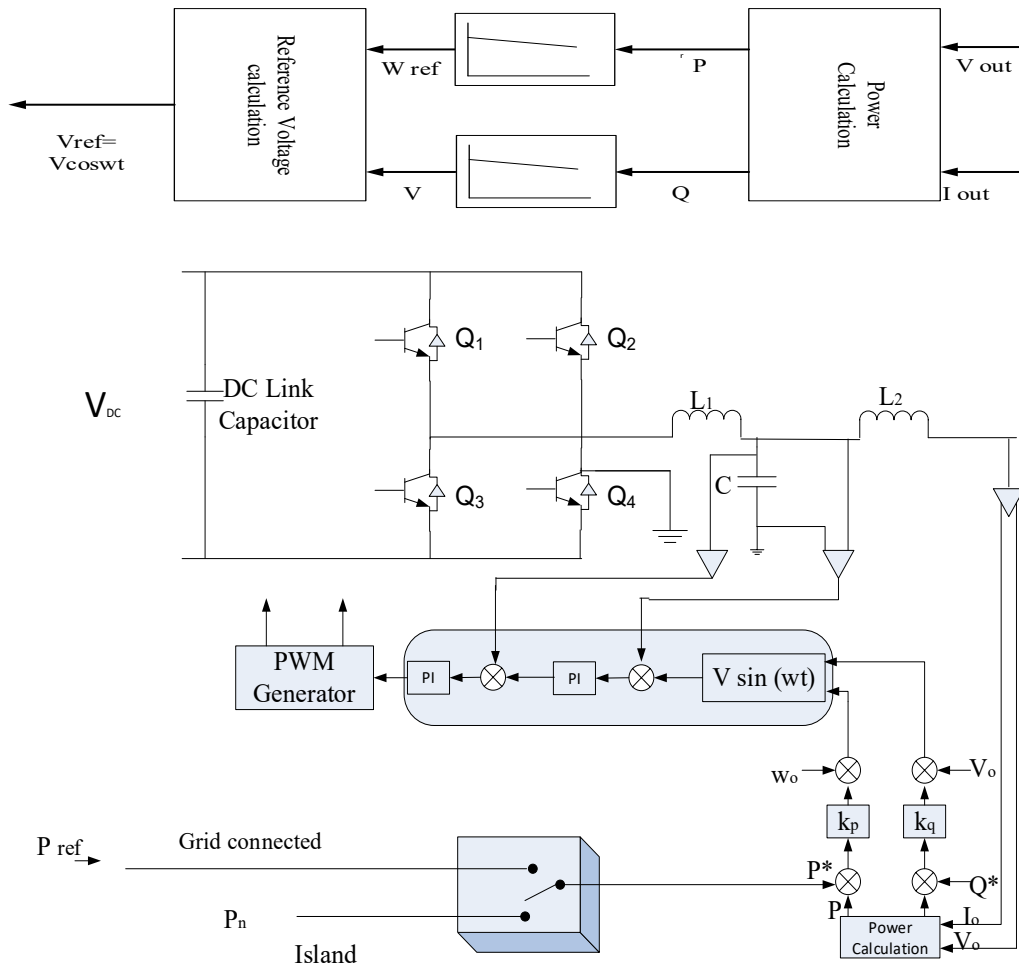 Reference Voltage
calculation
W ref
P
Power
Calculation
V out
Vref=
Vcoswt
V
Q
I out
Q1
Q2
VDC
DC Link
Capacitor
L1
L2
C
Q3
Q4
PWM
Generator
PI
PI
V sin (wt)
wo
Vo
kp
kq
P ref
Grid connected
P*
Q*
Pn
P
Io
Power
Calculation
Vo
Island